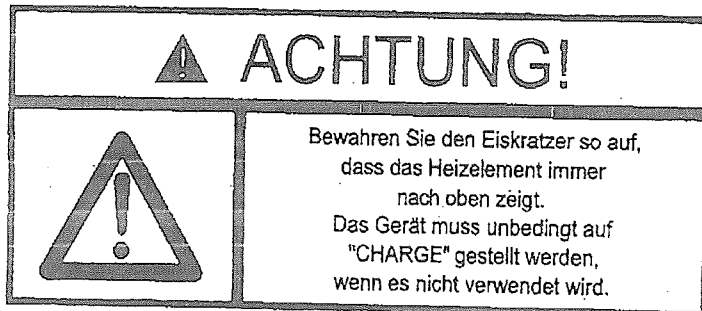 ACHTUNG!
Bewahren Sie den Eiskratzer so auf,
dass das Heizelement immer
nach oben zeigt.
Das Gerät muss unbedingt auf
"CHARGE" gestellt werden,
wenn es nicht verwendet wird.